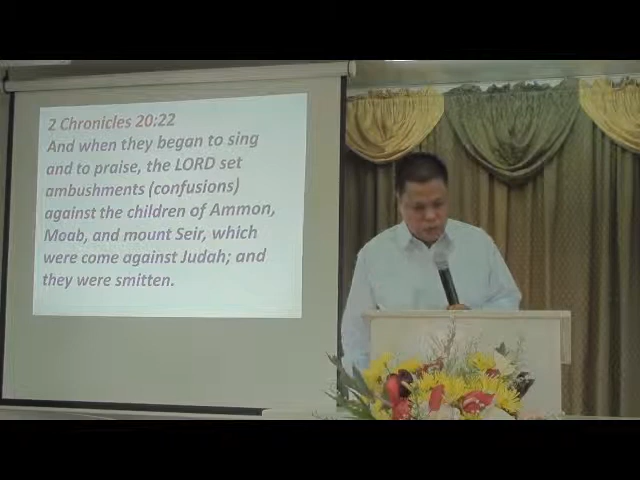 2 Chronicles 20:22
And when they began to sing
and to praise, the LORD set
ambushments (confusions)
against the children of Ammon,
Moab, and mount Seir, which
were come against Judah; and
they were smitten.